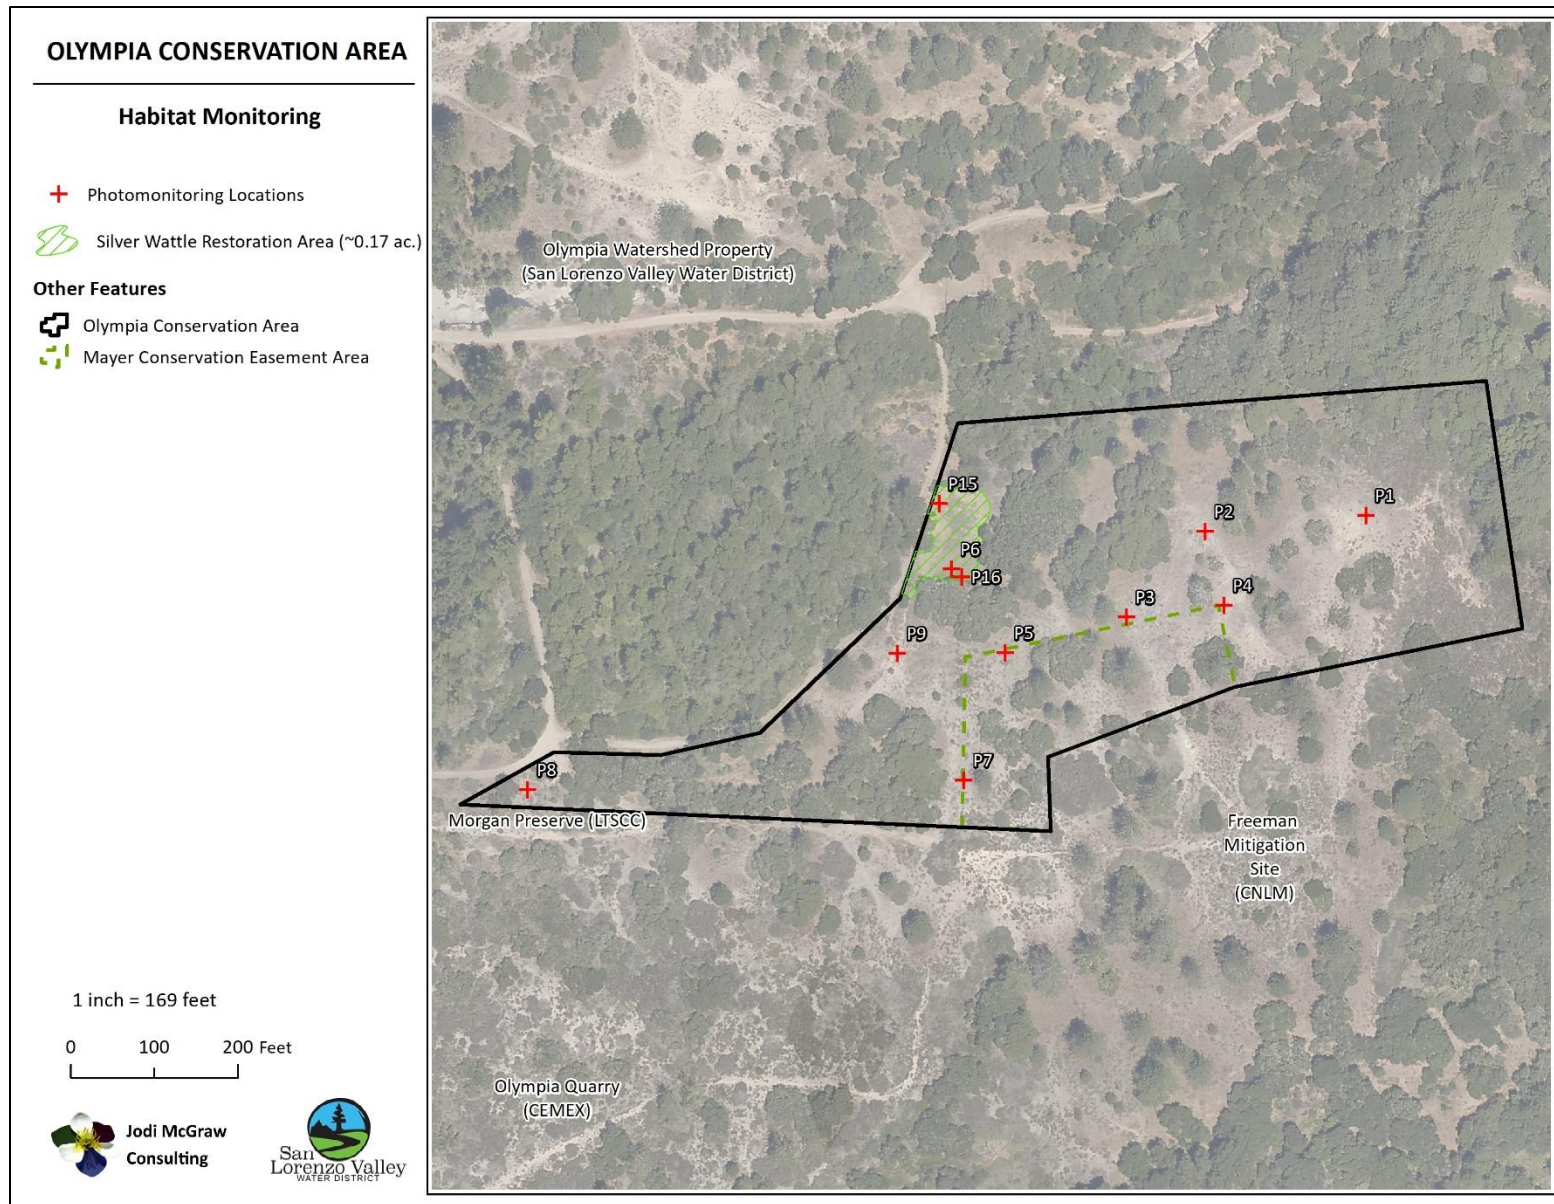 OLYMPIA CONSERVATION AREA
Habitat Monitoring
Photomonitoring Locations
Silver Wattle Restoration Area (~0.17 ac.)
Other Features
Olympia Conservation Area
Mayer Conservation Easement Area
1 inch = 169 feet
0 100 200 Feet
Jodi McGraw
Consulting
San
Lorenzo Valley
WATER DISTRICT
Olympia Watershed Property
(San Lorenzo Valley Water District)
P15
P1
P2
P6
P16
P4
P3
P9
P5
P8
P7
Morgan Preserve (LTSCC)
Freeman
Mitigation
Site
(CNLM)
Olympia Quarry
(CEMEX)